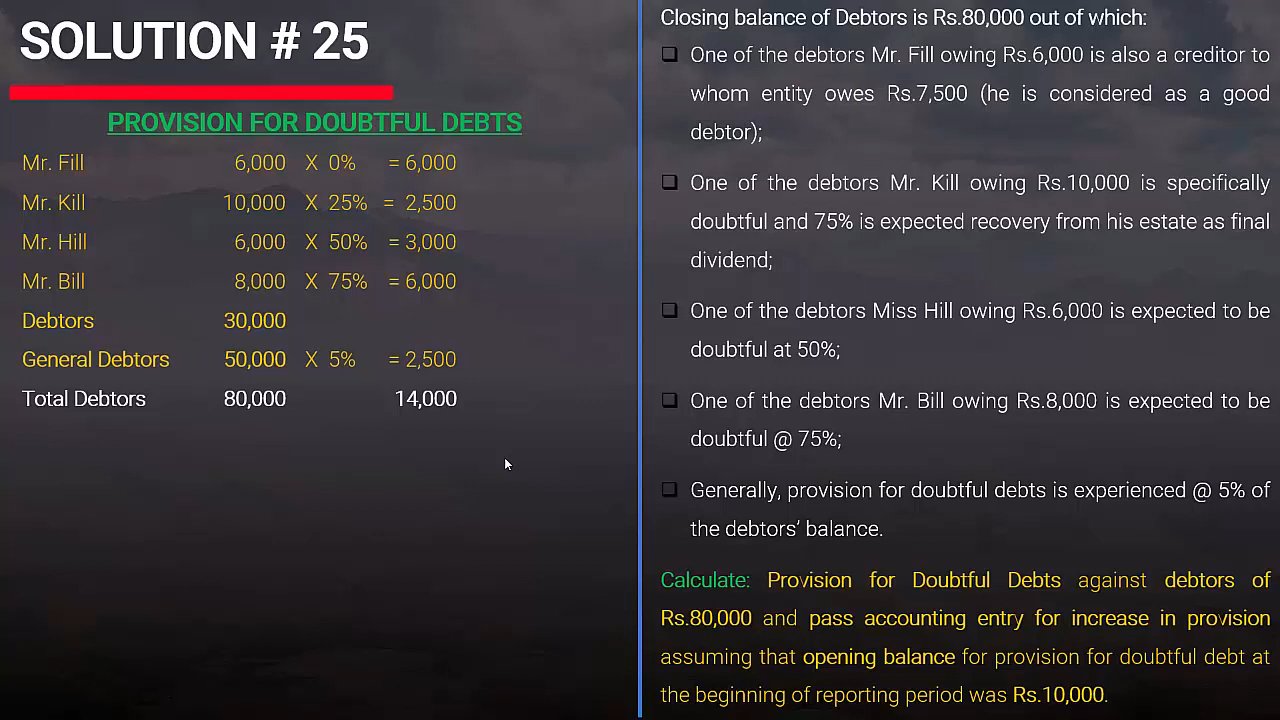 SOLUTION # 25
PROVISION FOR DOUBTFUL DEBTS
Mr. Fill 6,000 X 0% = 6,000
Mr. Kill 10,000 X 25% = 2,500
Mr. Hill 6,000 X 50% = 3,000
Mr. Bill 8,000 X 75% = 6,000
Debtors 30,000
General Debtors 50,000 X 5% = 2,500
Total Debtors 80,000 14,000
Closing balance of Debtors is Rs.80,000 out of which:
One of the debtors Mr. Fill owing Rs.6,000 is also a creditor to
whom entity owes Rs.7,500 (he is considered as a good
debtor);
One of the debtors Mr. Kill owing Rs.10,000 is specifically
doubtful and 75% is expected recovery from his estate as final
dividend;
One of the debtors Miss Hill owing Rs.6,000 is expected to be
doubtful at 50%;
One of the debtors Mr. Bill owing Rs.8,000 is expected to be
doubtful @ 75%;
Generally, provision for doubtful debts is experienced @ 5% of
the debtors’ balance.
Calculate: Provision for Doubtful Debts against debtors of
Rs.80,000 and pass accounting entry for increase in provision
assuming that opening balance for provision for doubtful debt at
the beginning of reporting period was Rs.10,000.